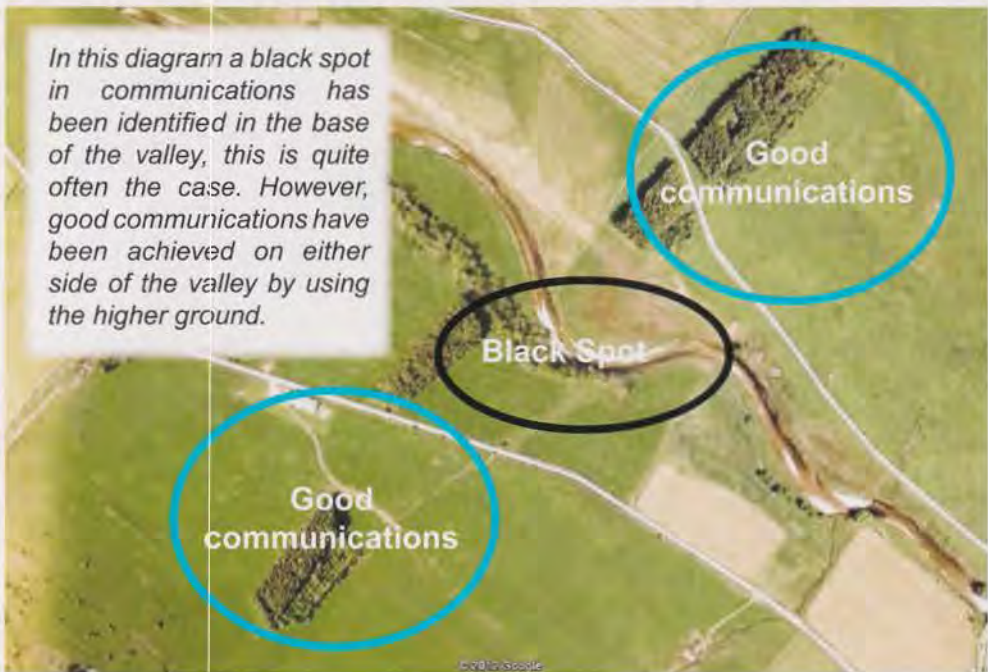 In this diagram a black spot
in communications has
been identified in the base
of the valley, this is quite
often the case. However,
good communications have
been achieved on either
side of the valley by using
the higher ground.
Good
communications
Black Spot
Good
communications
© 2012 Google